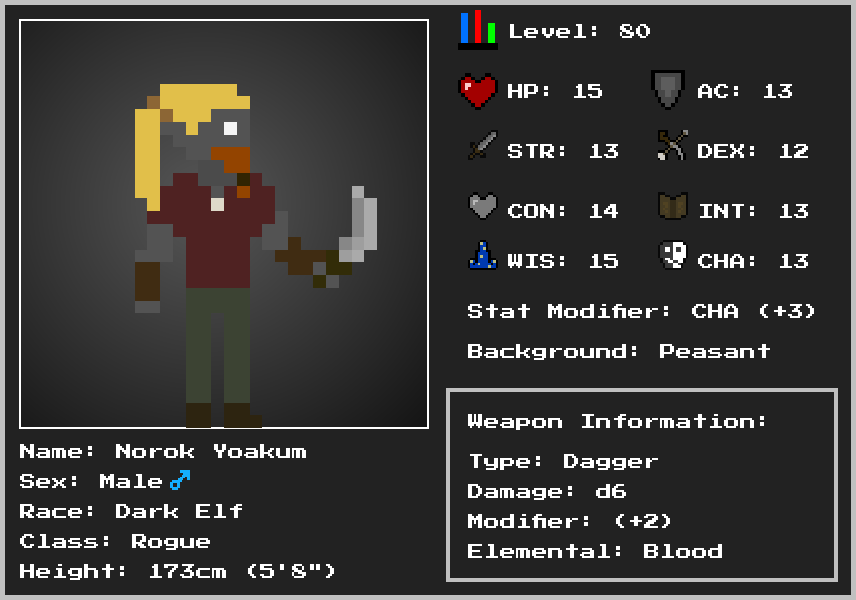 Level: 80
HP: 15 AC: 13
STR: 13 DEX: 12
CON: 14 INT: 13
WIS: 15 CHA: 13
Stat Modifier: CHA (+3)
Background: Peasant
Weapon Information:
Type: Dagger
Damage: d6
Modifier: (+2)
Elemental: Blood
Name: Norok Yoakum
Sex: Male ♂
Race: Dark Elf
Class: Rogue
Height: 173cm (5'8")